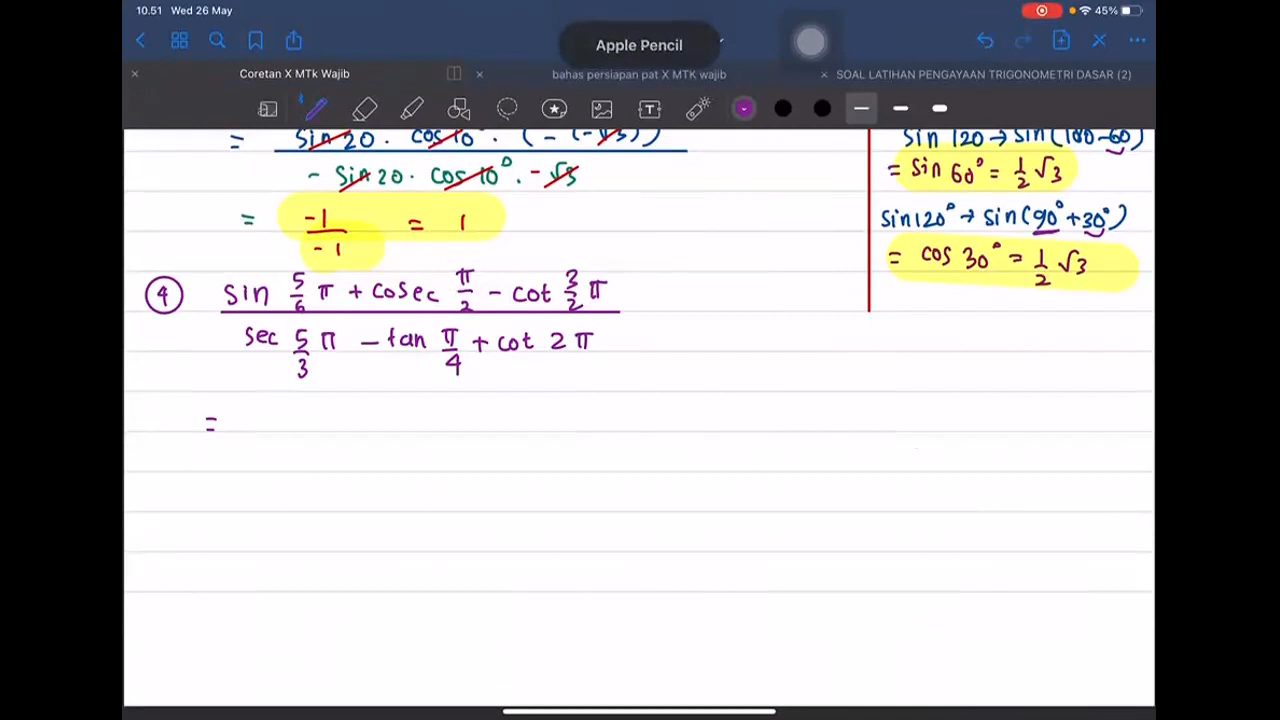 10.51 Wed 26 May
45%
Apple Pencil
Coretan X MTk Wajib
bahas persiapan pat X MTK wajib
SOAL LATIHAN PENGAYAAN TRIGONOMETRI DASAR (2)
= sin 20 . cos 10° . (-(-√3))
- sin 20 . cos 10° . -√3
= -1/-1 = 1
④ sin 5/6 π + cosec π/2 - cot 3/2 π
sec 5/3 π - tan π/4 + cot 2π
=
sin 120 → sin (180-60)
= sin 60° = 1/2 √3
sin 120° → sin (90° + 30°)
= cos 30° = 1/2 √3